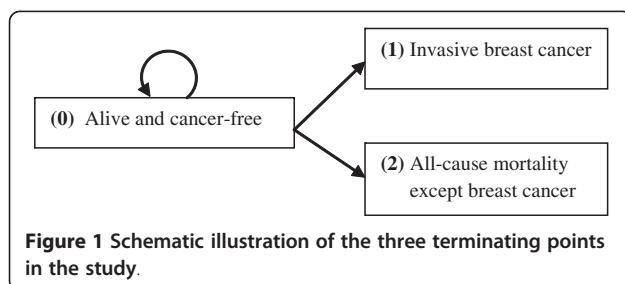 (0) Alive and cancer-free
(1) Invasive breast cancer
(2) All-cause mortality
except breast cancer
Figure 1 Schematic illustration of the three terminating points
in the study.